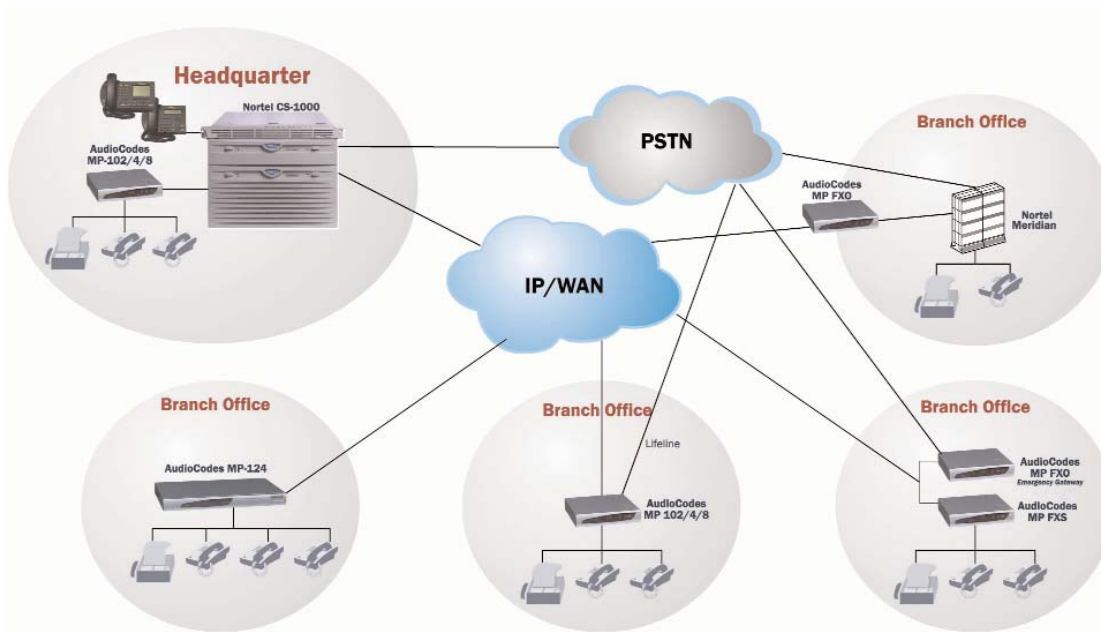 Headquarter
Nortel CS-1000
AudioCodes
MP-102/4/8
PSTN
Branch Office
AudioCodes
MP FXO
Nortel
Meridian
IP/WAN
Branch Office
AudioCodes MP-124
Branch Office
Lifeline
AudioCodes
MP 102/4/8
Branch Office
AudioCodes
MP FXO
Emergency Gateway
AudioCodes
MP FXS